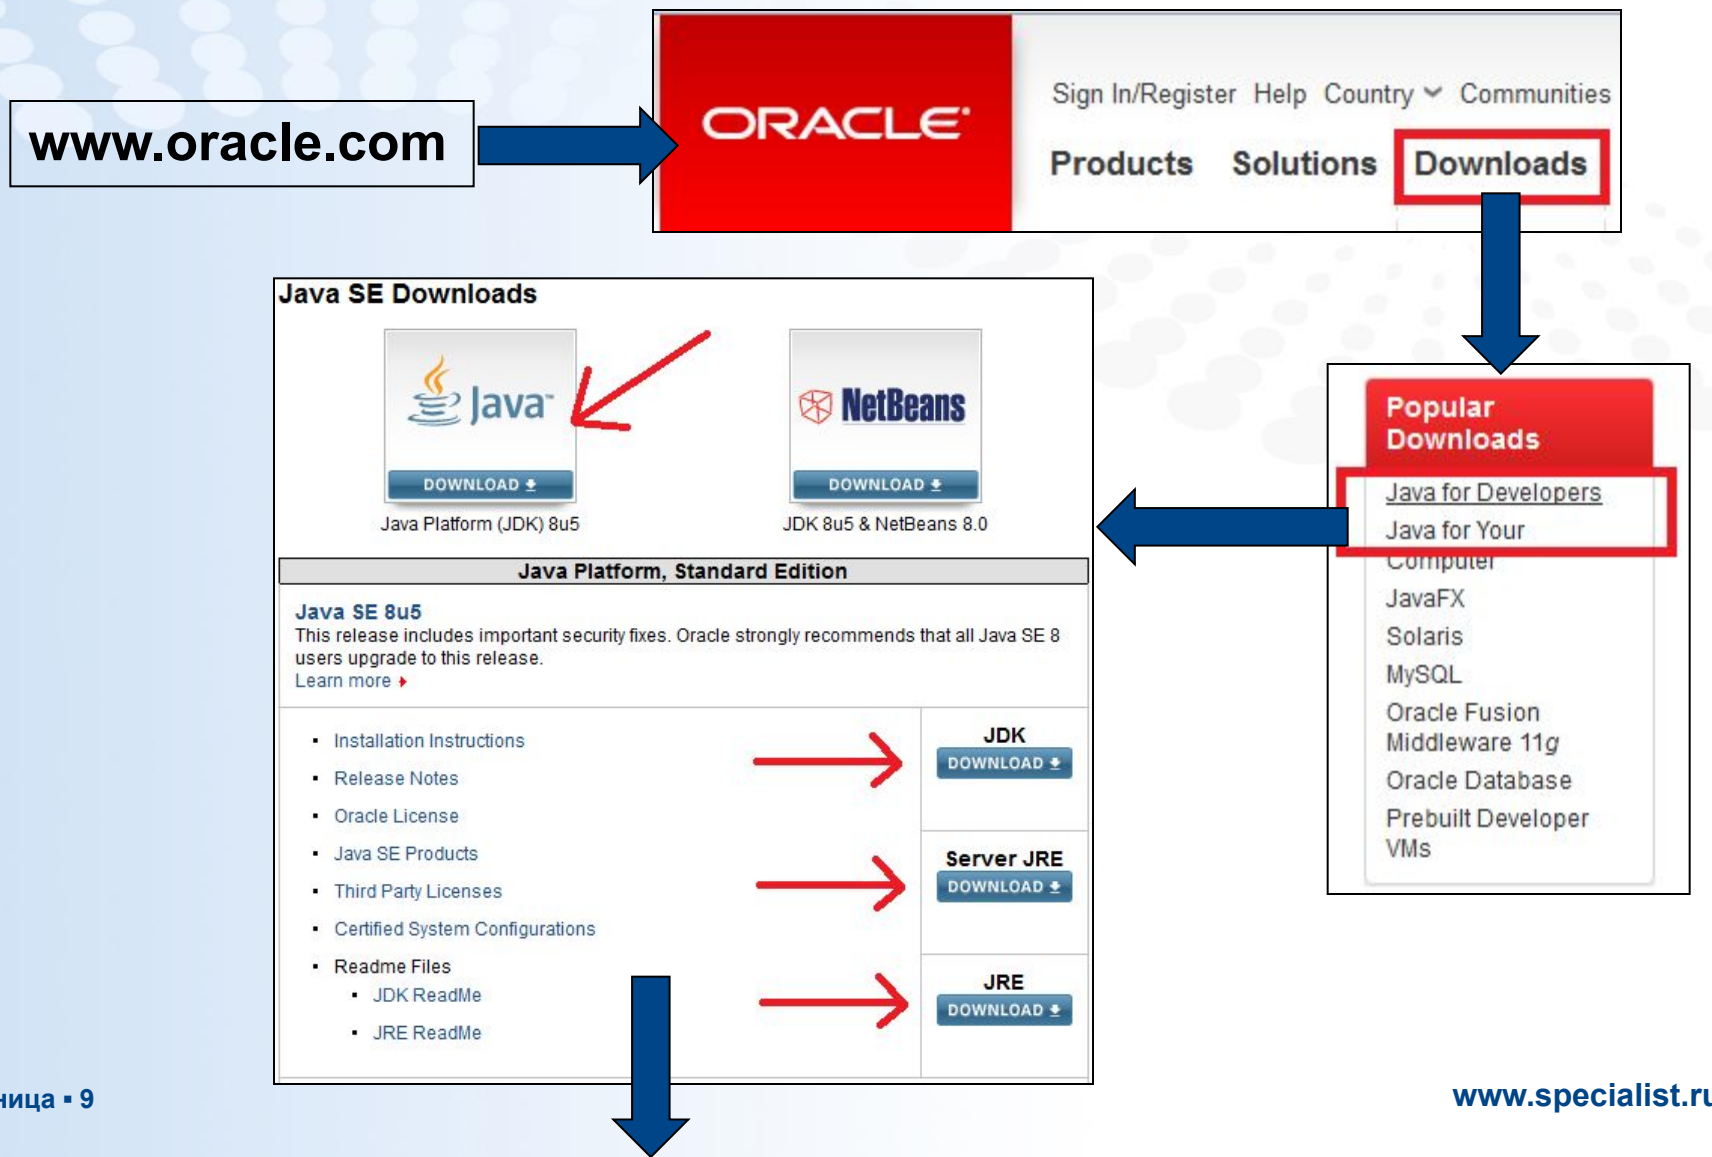 www.oracle.com
ORACLE
Sign In/Register Help Country Communities
Products Solutions Downloads
Popular
Downloads
Java for Developers
Java for Your
Computer
JavaFX
Solaris
MySQL
Oracle Fusion
Middleware 11g
Oracle Database
Prebuilt Developer
VMs
Java SE Downloads
Java™
DOWNLOAD
Java Platform (JDK) 8u5
NetBeans
DOWNLOAD
JDK 8u5 & NetBeans 8.0
Java Platform, Standard Edition
Java SE 8u5
This release includes important security fixes. Oracle strongly recommends that all Java SE 8
users upgrade to this release.
Learn more
▪ Installation Instructions
▪ Release Notes
▪ Oracle License
▪ Java SE Products
▪ Third Party Licenses
▪ Certified System Configurations
▪ Readme Files
▪ JDK ReadMe
▪ JRE ReadMe
JDK
DOWNLOAD
Server JRE
DOWNLOAD
JRE
DOWNLOAD
ница ▪ 9
www.specialist.ru